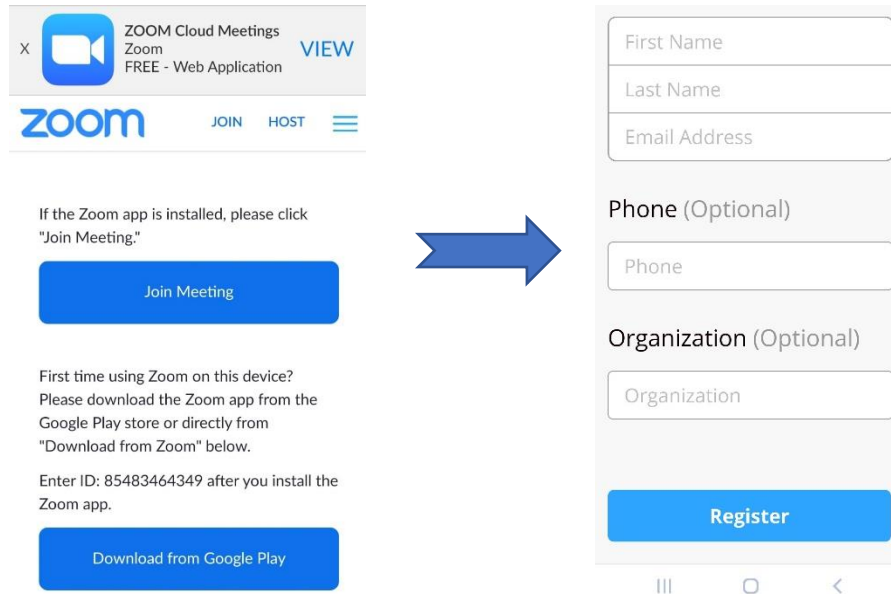 X
ZOOM Cloud Meetings
Zoom
FREE - Web Application
VIEW
zoom
JOIN
HOST
If the Zoom app is installed, please click
"Join Meeting."
Join Meeting
First time using Zoom on this device?
Please download the Zoom app from the
Google Play store or directly from
"Download from Zoom" below.
Enter ID: 85483464349 after you install the
Zoom app.
Download from Google Play
First Name
Last Name
Email Address
Phone (Optional)
Phone
Organization (Optional)
Organization
Register